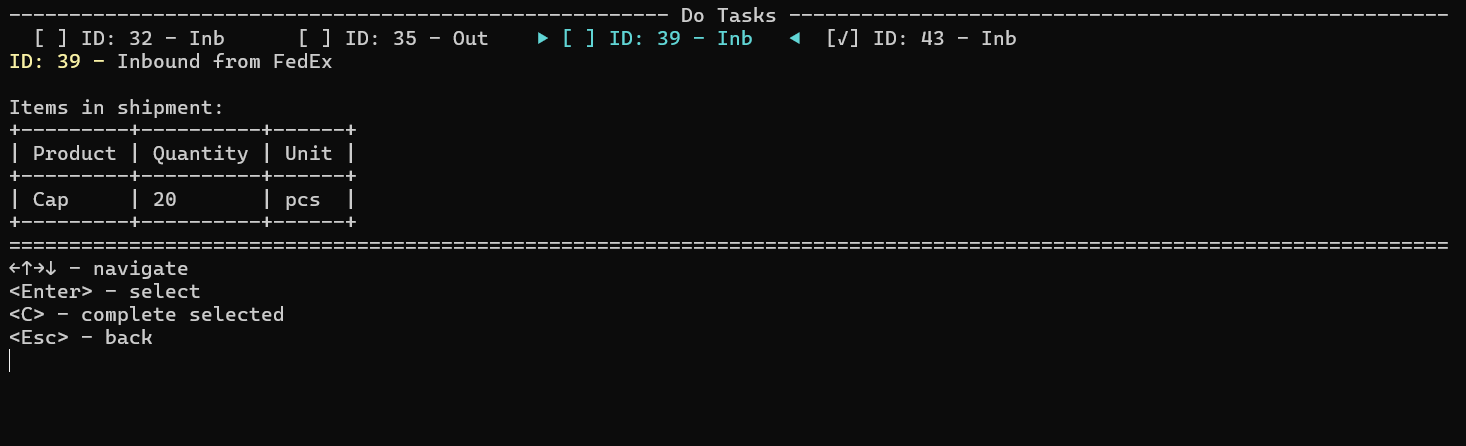 ------------------------------------------------------- Do Tasks -------------------------------------------------------
  [ ] ID: 32 - Inb      [ ] ID: 35 - Out    ► [ ] ID: 39 - Inb   ◄  [√] ID: 43 - Inb
ID: 39 - Inbound from FedEx
Items in shipment:
+---------+----------+------+
| Product | Quantity | Unit |
+---------+----------+------+
| Cap     | 20       | pcs  |
+---------+----------+------+
========================================================================================================================
←↑→↓ - navigate
<Enter> - select
<C> - complete selected
<Esc> - back